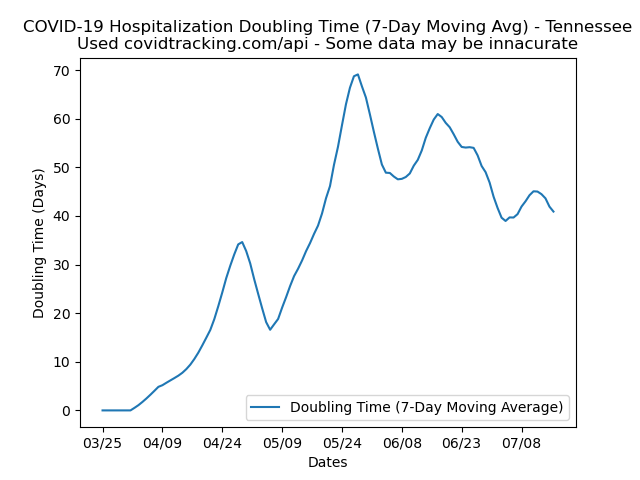 COVID-19 Hospitalization Doubling Time (7-Day Moving Avg) - Tennessee
Used covidtracking.com/api - Some data may be innacurate
70
60
50
40
30
20
10
0
Doubling Time (Days)
Doubling Time (7-Day Moving Average)
03/25 04/09 04/24 05/09 05/24 06/08 06/23 07/08
Dates